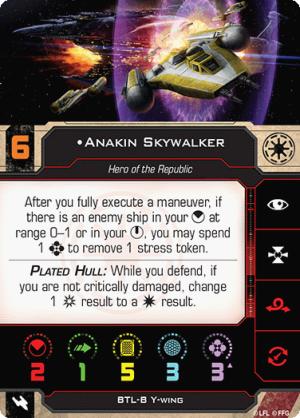 6
•ANAKIN SKYWALKER
Hero of the Republic
After you fully execute a maneuver, if
there is an enemy ship in your at
range 0–1 or in your , you may spend
1 to remove 1 stress token.
PLATED HULL: While you defend, if
you are not critically damaged, change
1 result to a result.
2 1 5 3 3
BTL-B Y-WING
©LFL ©FFG